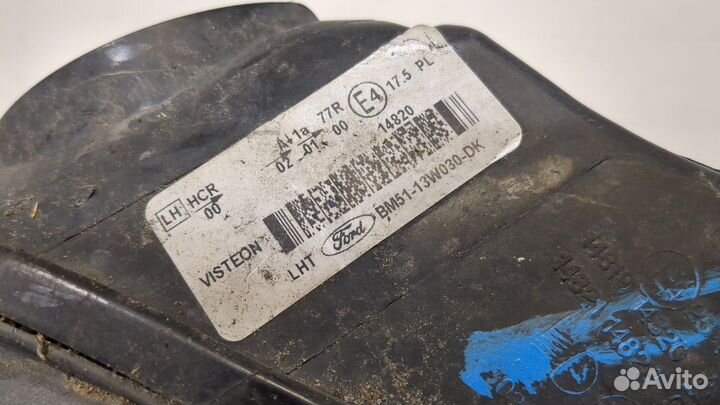 A 1a 77R E4 17.5 PL
LH HCR 02 01 00 14820
00
VISTEON
LHT Ford BM51-13W030-DK
Avito